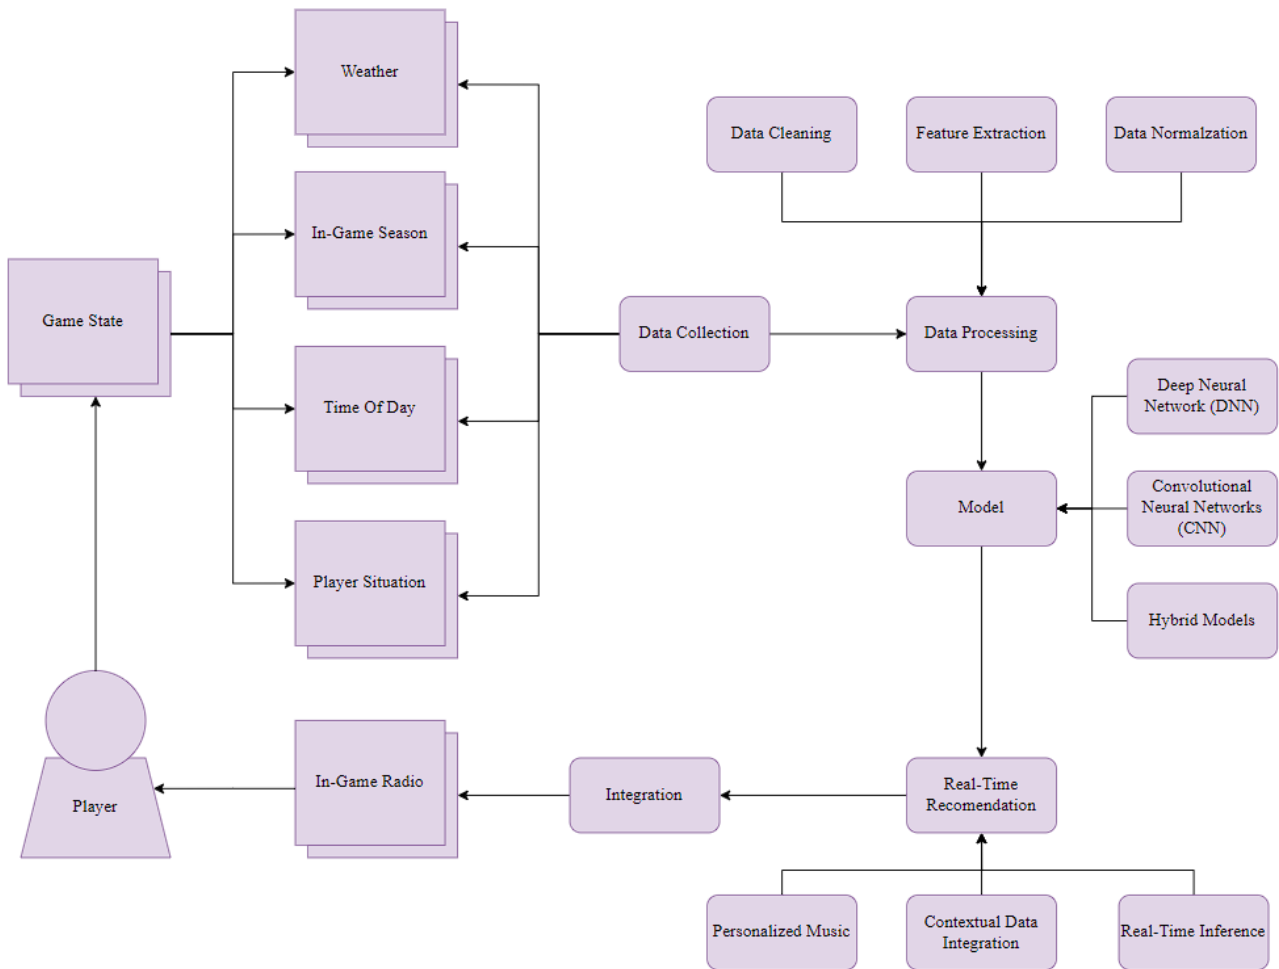 Weather
Data Cleaning
Feature Extraction
Data Normalzation
In-Game Season
Game State
Data Collection
Data Processing
Time Of Day
Deep Neural
Network (DNN)
Model
Convolutional
Neural Networks
(CNN)
Player Situation
Hybrid Models
In-Game Radio
Integration
Real-Time
Recomendation
Player
Personalized Music
Contextual Data
Integration
Real-Time Inference